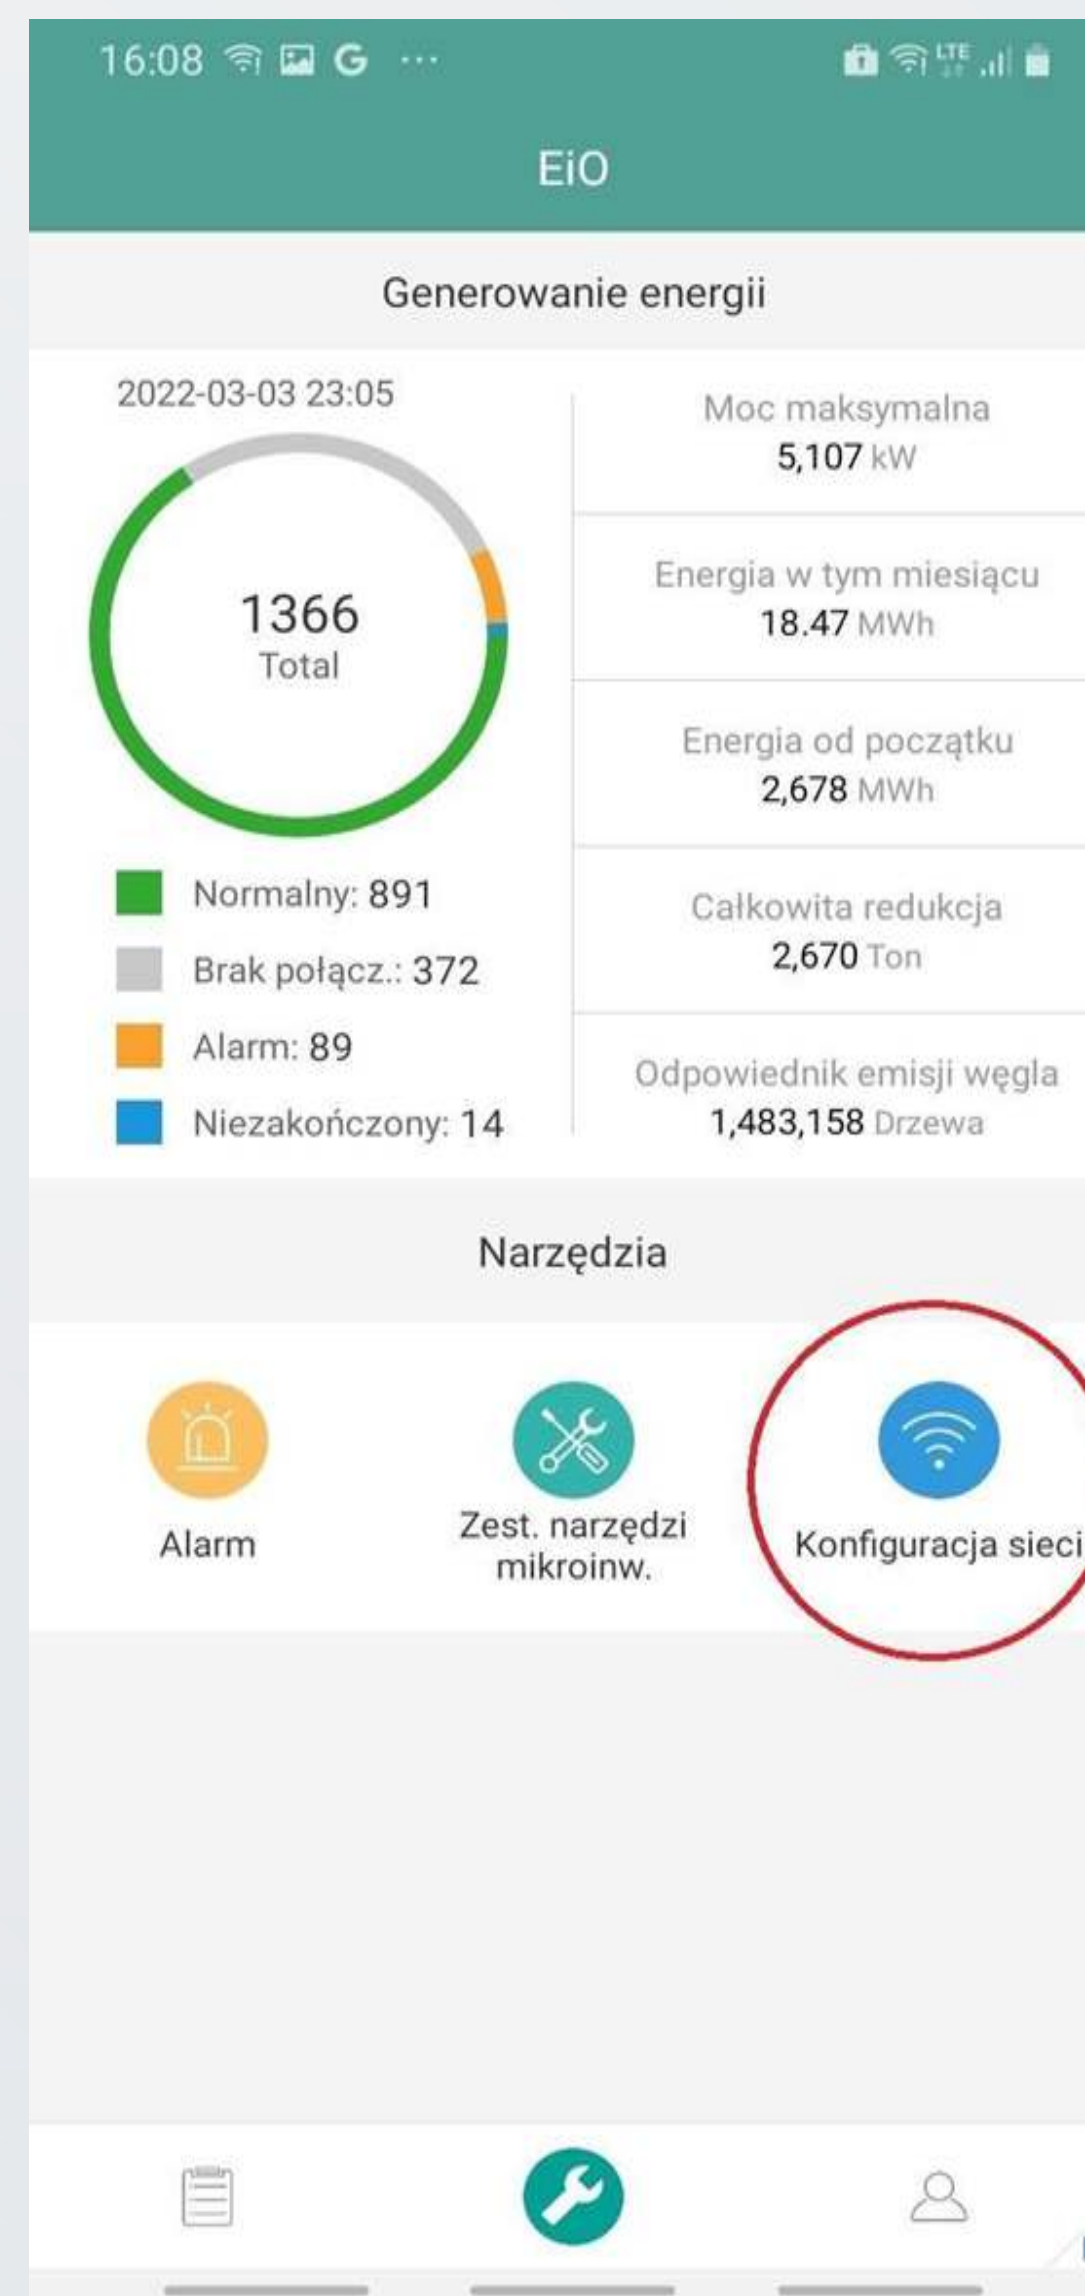 16:08 G ...
LTE
EiO
Generowanie energii
2022-03-03 23:05
1366
Total
Normalny: 891
Brak połącz.: 372
Alarm: 89
Niezakończony: 14
Moc maksymalna
5,107 kW
Energia w tym miesiącu
18.47 MWh
Energia od początku
2,678 MWh
Całkowita redukcja
2,670 Ton
Odpowiednik emisji węgla
1,483,158 Drzewa
Narzędzia
Alarm
Zest. narzędzi
mikroinw.
Konfiguracja sieci